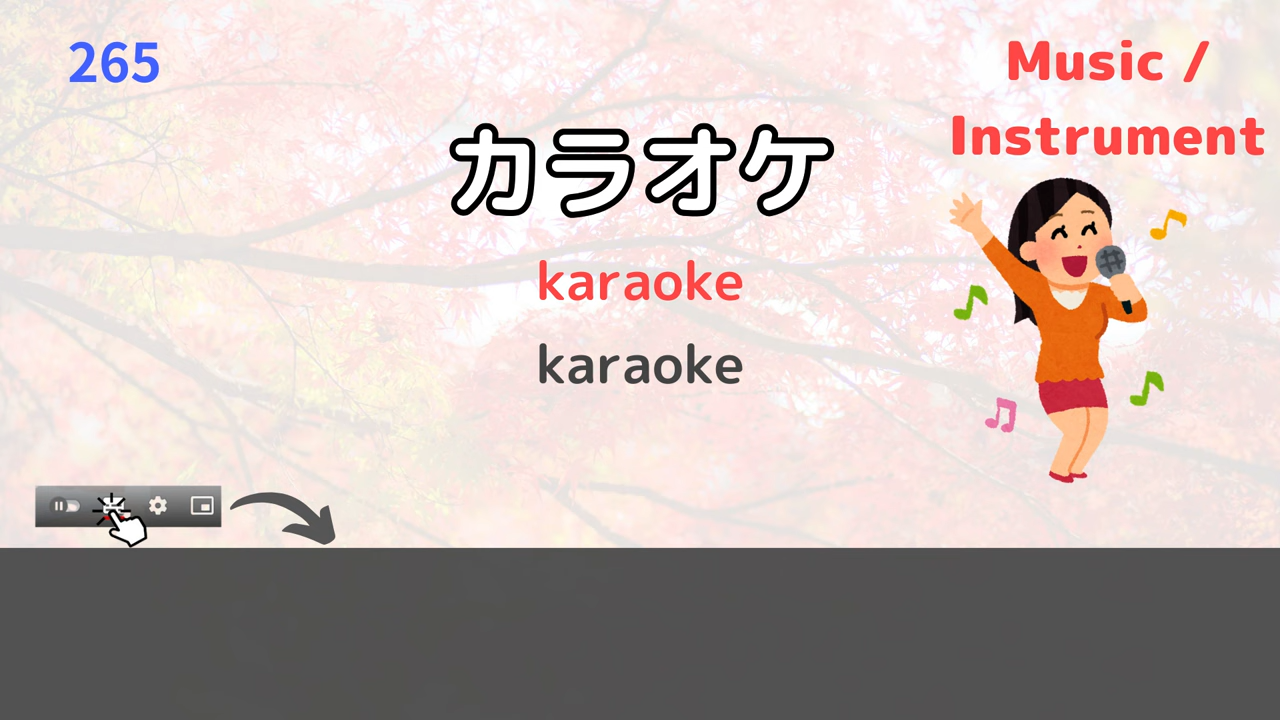 265
Music /
Instrument
カラオケ
karaoke
karaoke